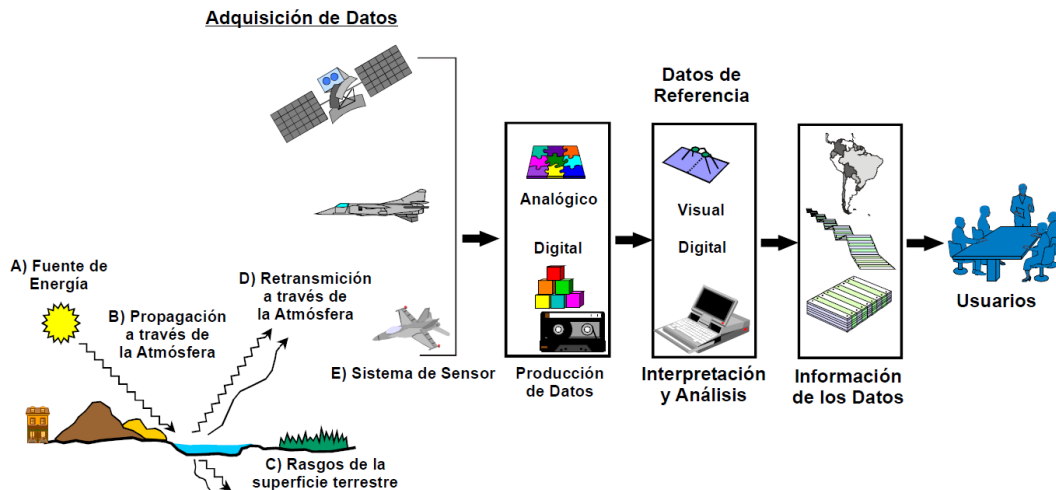 Adquisición de Datos
A) Fuente de
Energía
B) Propagación
a través de
la Atmósfera
C) Rasgos de la
superficie terrestre
D) Retransmición
a través de
la Atmósfera
E) Sistema de Sensor
Analógico
Digital
Producción
de Datos
Datos de
Referencia
Visual
Digital
Interpretación
y Análisis
Información
de los Datos
Usuarios